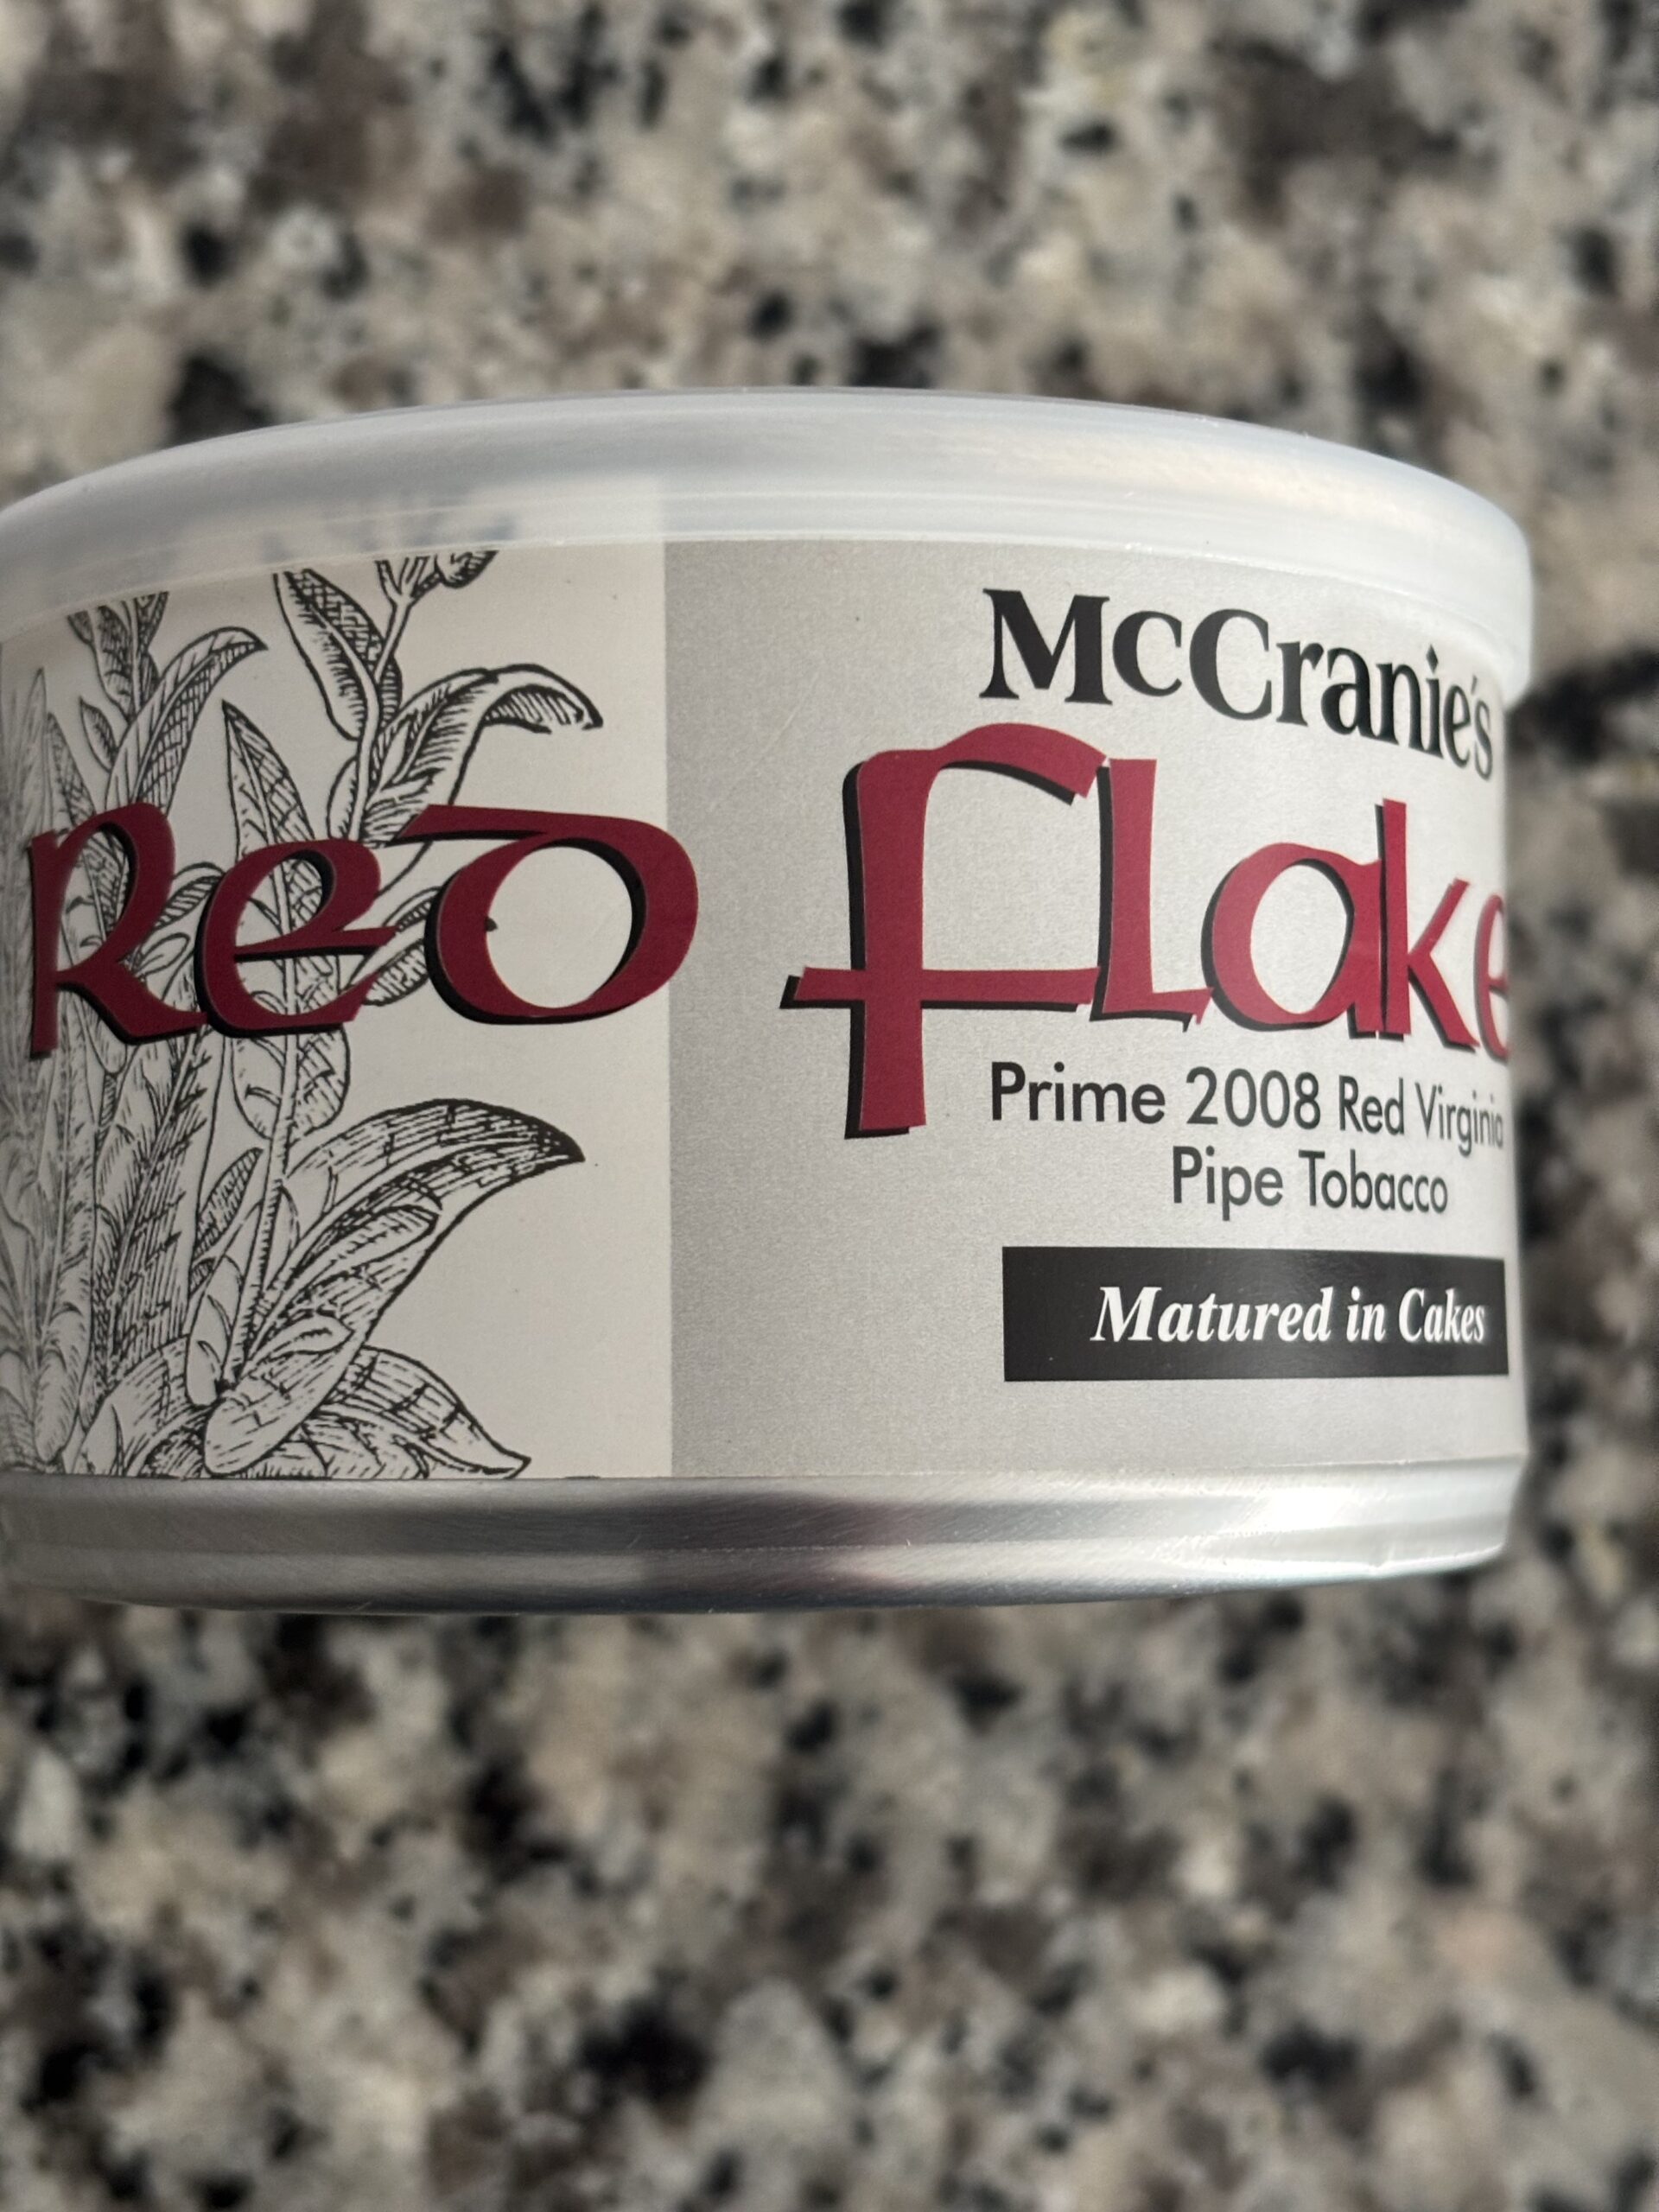 McCranie's
Red Flake
Prime 2008 Red Virginia
Pipe Tobacco
Matured in Cakes